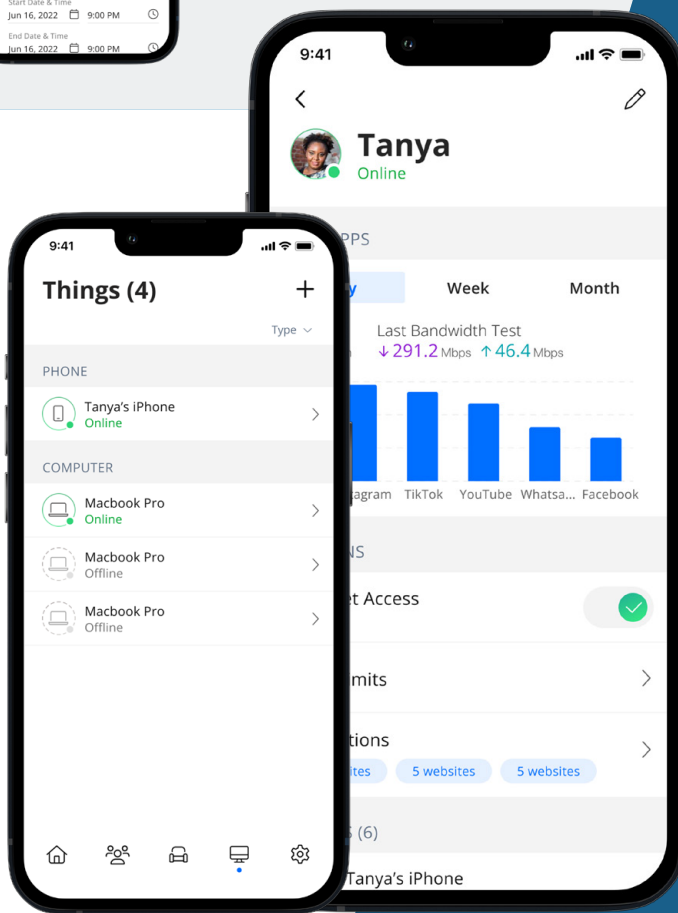 Start Date & Time
Jun 16, 2022 9:00 PM
End Date & Time
Jun 16, 2022 9:00 PM
9:41
Things (4)
Type
PHONE
Tanya's iPhone
Online
COMPUTER
Macbook Pro
Online
Macbook Pro
Offline
Macbook Pro
Offline
9:41
Tanya
Online
PPS
y Week Month
Last Bandwidth Test
↓ 291.2 Mbps ↑ 46.4 Mbps
tagram TikTok YouTube Whatsa... Facebook
NS
et Access
mits
tions
ites 5 websites 5 websites
S (6)
Tanya's iPhone